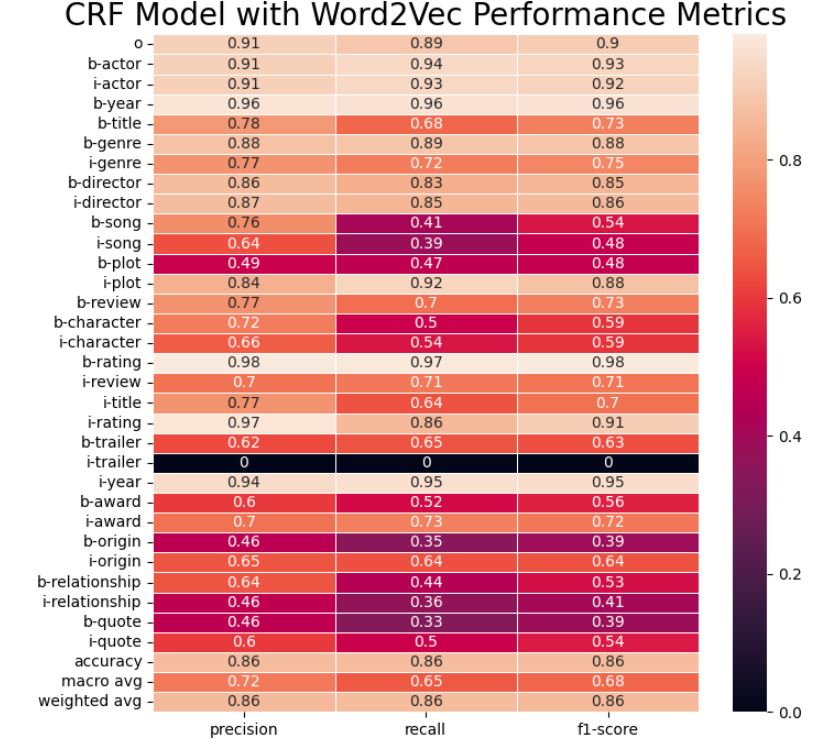 CRF Model with Word2Vec Performance Metrics
o 0.91 0.89 0.9
b-actor 0.91 0.94 0.93
i-actor 0.91 0.93 0.92
b-year 0.96 0.96 0.96
b-title 0.78 0.68 0.73
b-genre 0.88 0.89 0.88
i-genre 0.77 0.72 0.75
b-director 0.86 0.83 0.85
i-director 0.87 0.85 0.86
b-song 0.76 0.41 0.54
i-song 0.64 0.39 0.48
b-plot 0.49 0.47 0.48
i-plot 0.84 0.92 0.88
b-review 0.77 0.7 0.73
b-character 0.72 0.5 0.59
i-character 0.66 0.54 0.59
b-rating 0.98 0.97 0.98
i-review 0.7 0.71 0.71
i-title 0.77 0.64 0.7
i-rating 0.97 0.86 0.91
b-trailer 0.62 0.65 0.63
i-trailer 0 0 0
i-year 0.94 0.95 0.95
b-award 0.6 0.52 0.56
i-award 0.7 0.73 0.72
b-origin 0.46 0.35 0.39
i-origin 0.65 0.64 0.64
b-relationship 0.64 0.44 0.53
i-relationship 0.46 0.36 0.41
b-quote 0.46 0.33 0.39
i-quote 0.6 0.5 0.54
accuracy 0.86 0.86 0.86
macro avg 0.72 0.65 0.68
weighted avg 0.86 0.86 0.86
precision recall f1-score
0.8
0.6
0.4
0.2
0.0